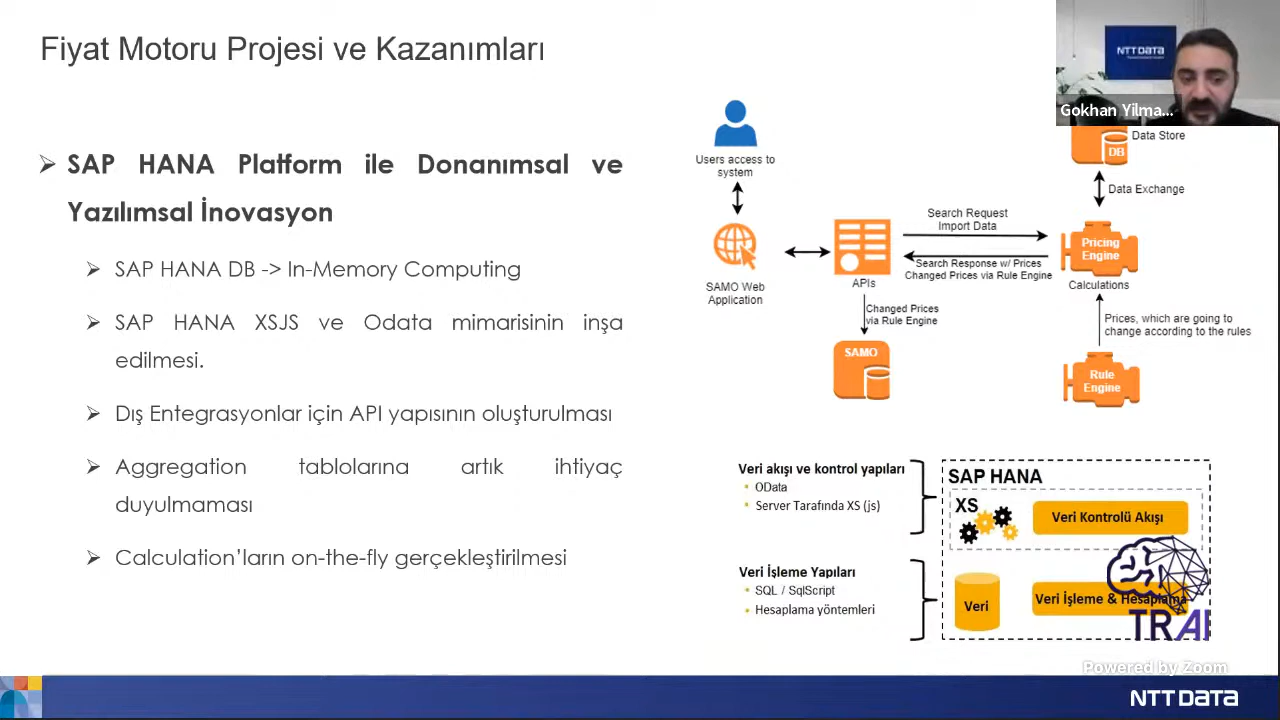 Fiyat Motoru Projesi ve Kazanımları
NTT DATA
Gokhan Yilma...
➢ SAP HANA Platform ile Donanımsal ve
Yazılımsal İnovasyon
➢ SAP HANA DB -> In-Memory Computing
➢ SAP HANA XSJS ve Odata mimarisinin inşa
edilmesi.
➢ Dış Entegrasyonlar için API yapısının oluşturulması
➢ Aggregation tablolarına artık ihtiyaç
duyulmaması
➢ Calculation’ların on-the-fly gerçekleştirilmesi
Users access to
system
SAMO Web
Application
APIs
Search Request
Import Data
Search Response w/ Prices
Changed Prices via Rule Engine
Changed Prices
via Rule Engine
SAMO
DB
Data Store
Data Exchange
Pricing
Engine
Calculations
Prices, which are going to
change according to the rules
Rule
Engine
Veri akışı ve kontrol yapıları
• OData
• Server Tarafında XS (js)
Veri İşleme Yapıları
• SQL / SqlScript
• Hesaplama yöntemleri
SAP HANA
XS
Veri Kontrolü Akışı
Veri
Veri İşleme & Hesaplama
TRAI
Powered by Zoom
NTT DATA